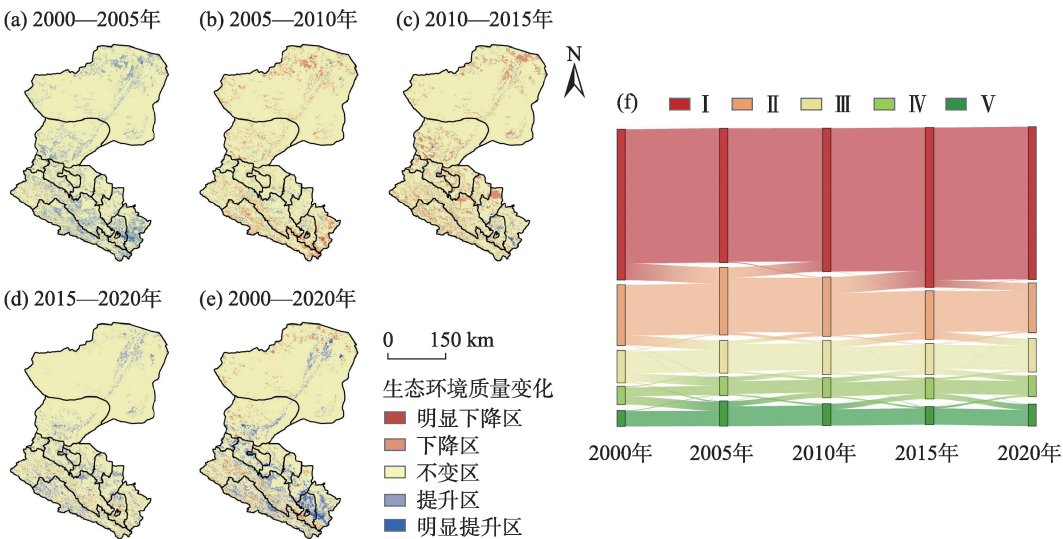 (a) 2000—2005年
(b) 2005—2010年
(c) 2010—2015年
N
(f)
Ⅰ
Ⅱ
Ⅲ
Ⅳ
Ⅴ
(d) 2015—2020年
(e) 2000—2020年
0 150 km
生态环境质量变化
明显下降区
下降区
不变区
提升区
明显提升区
2000年
2005年
2010年
2015年
2020年